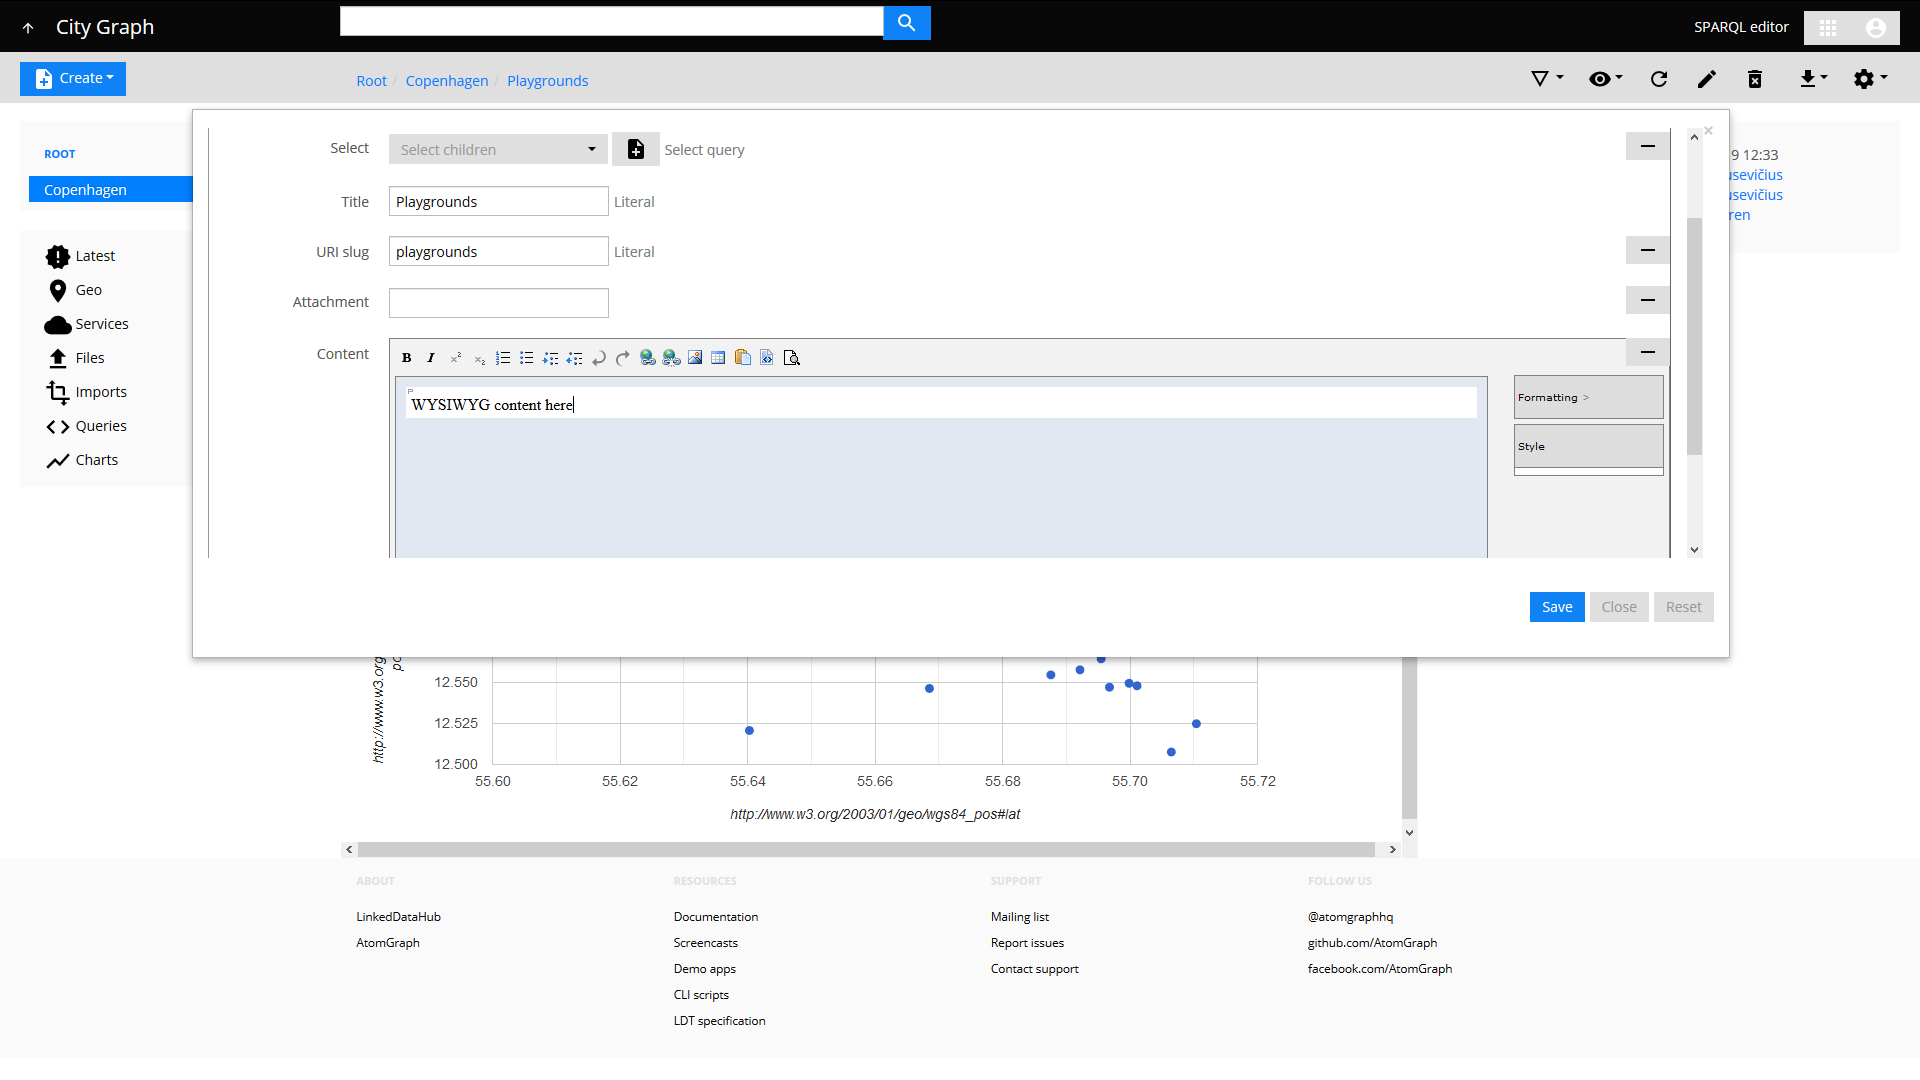 City Graph
SPARQL editor
Create
Root / Copenhagen / Playgrounds
ROOT
Copenhagen
Latest
Geo
Services
Files
Imports
Queries
Charts
Select
Select children
Select query
Title
Playgrounds
Literal
URI slug
playgrounds
Literal
Attachment
Content
B I x² x₂
P
WYSIWYG content here
Formatting >
Style
×
9 12:33
usevičius
usevičius
ren
Save
Close
Reset
http://www.w3.org/
12.550
12.525
12.500
55.60 55.62 55.64 55.66 55.68 55.70 55.72
http://www.w3.org/2003/01/geo/wgs84_pos#lat
ABOUT
LinkedDataHub
AtomGraph
RESOURCES
Documentation
Screencasts
Demo apps
CLI scripts
LDT specification
SUPPORT
Mailing list
Report issues
Contact support
FOLLOW US
@atomgraphhq
github.com/AtomGraph
facebook.com/AtomGraph